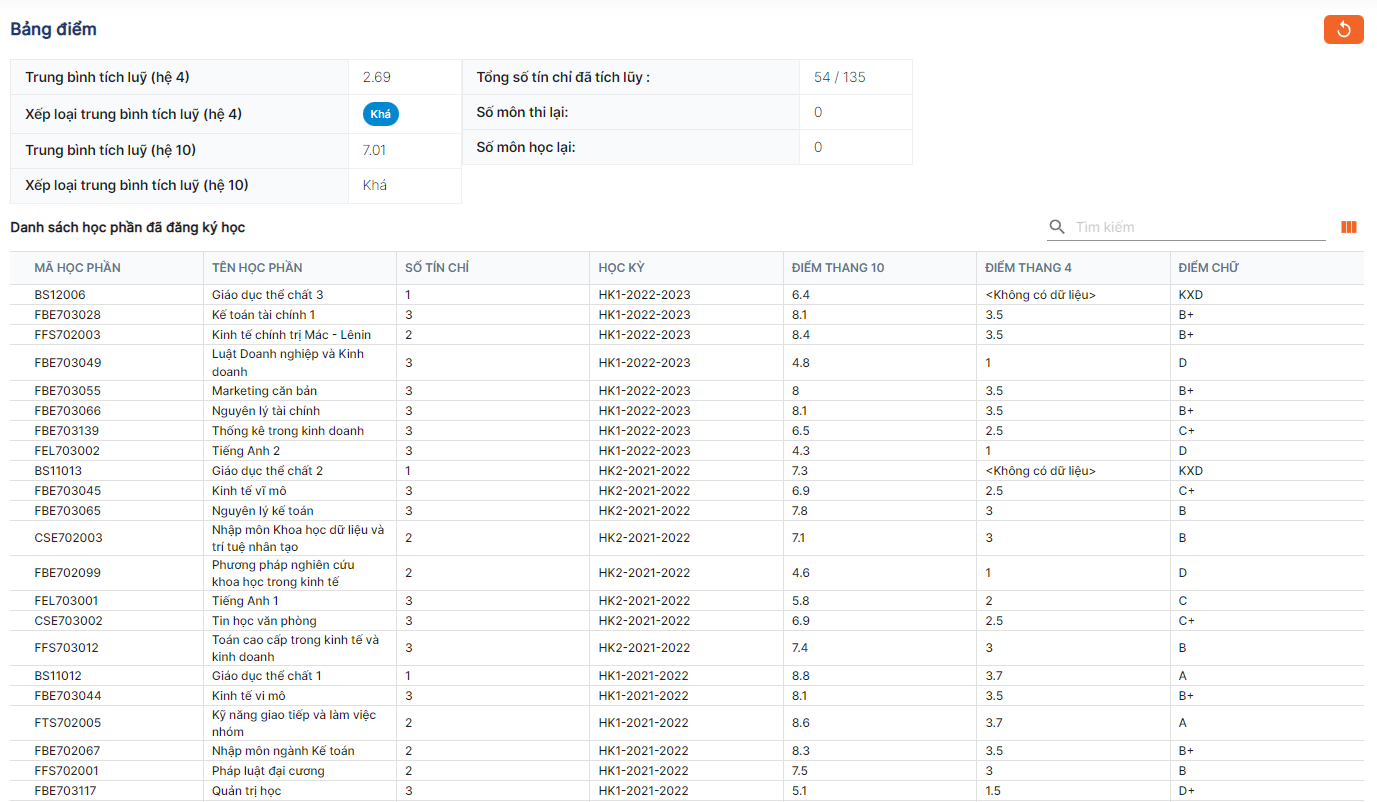 Bảng điểm
Trung bình tích luỹ (hệ 4) 2.69 Tổng số tín chỉ đã tích lũy : 54 / 135
Xếp loại trung bình tích luỹ (hệ 4) Khá Số môn thi lại: 0
Trung bình tích luỹ (hệ 10) 7.01 Số môn học lại: 0
Xếp loại trung bình tích luỹ (hệ 10) Khá
Danh sách học phần đã đăng ký học Tìm kiếm
MÃ HỌC PHẦN TÊN HỌC PHẦN SỐ TÍN CHỈ HỌC KỲ ĐIỂM THANG 10 ĐIỂM THANG 4 ĐIỂM CHỮ
BS12006 Giáo dục thể chất 3 1 HK1-2022-2023 6.4 <Không có dữ liệu> KXD
FBE703028 Kế toán tài chính 1 3 HK1-2022-2023 8.1 3.5 B+
FFS702003 Kinh tế chính trị Mác - Lênin 2 HK1-2022-2023 8.4 3.5 B+
FBE703049 Luật Doanh nghiệp và Kinh
doanh 3 HK1-2022-2023 4.8 1 D
FBE703055 Marketing căn bản 3 HK1-2022-2023 8 3.5 B+
FBE703066 Nguyên lý tài chính 3 HK1-2022-2023 8.1 3.5 B+
FBE703139 Thống kê trong kinh doanh 3 HK1-2022-2023 6.5 2.5 C+
FEL703002 Tiếng Anh 2 3 HK1-2022-2023 4.3 1 D
BS11013 Giáo dục thể chất 2 1 HK2-2021-2022 7.3 <Không có dữ liệu> KXD
FBE703045 Kinh tế vĩ mô 3 HK2-2021-2022 6.9 2.5 C+
FBE703065 Nguyên lý kế toán 3 HK2-2021-2022 7.8 3 B
CSE702003 Nhập môn Khoa học dữ liệu và
trí tuệ nhân tạo 2 HK2-2021-2022 7.1 3 B
FBE702099 Phương pháp nghiên cứu
khoa học trong kinh tế 2 HK2-2021-2022 4.6 1 D
FEL703001 Tiếng Anh 1 3 HK2-2021-2022 5.8 2 C
CSE703002 Tin học văn phòng 3 HK2-2021-2022 6.9 2.5 C+
FFS703012 Toán cao cấp trong kinh tế và
kinh doanh 3 HK2-2021-2022 7.4 3 B
BS11012 Giáo dục thể chất 1 1 HK1-2021-2022 8.8 3.7 A
FBE703044 Kinh tế vi mô 3 HK1-2021-2022 8.1 3.5 B+
FTS702005 Kỹ năng giao tiếp và làm việc
nhóm 2 HK1-2021-2022 8.6 3.7 A
FBE702067 Nhập môn ngành Kế toán 2 HK1-2021-2022 8.3 3.5 B+
FFS702001 Pháp luật đại cương 2 HK1-2021-2022 7.5 3 B
FBE703117 Quản trị học 3 HK1-2021-2022 5.1 1.5 D+